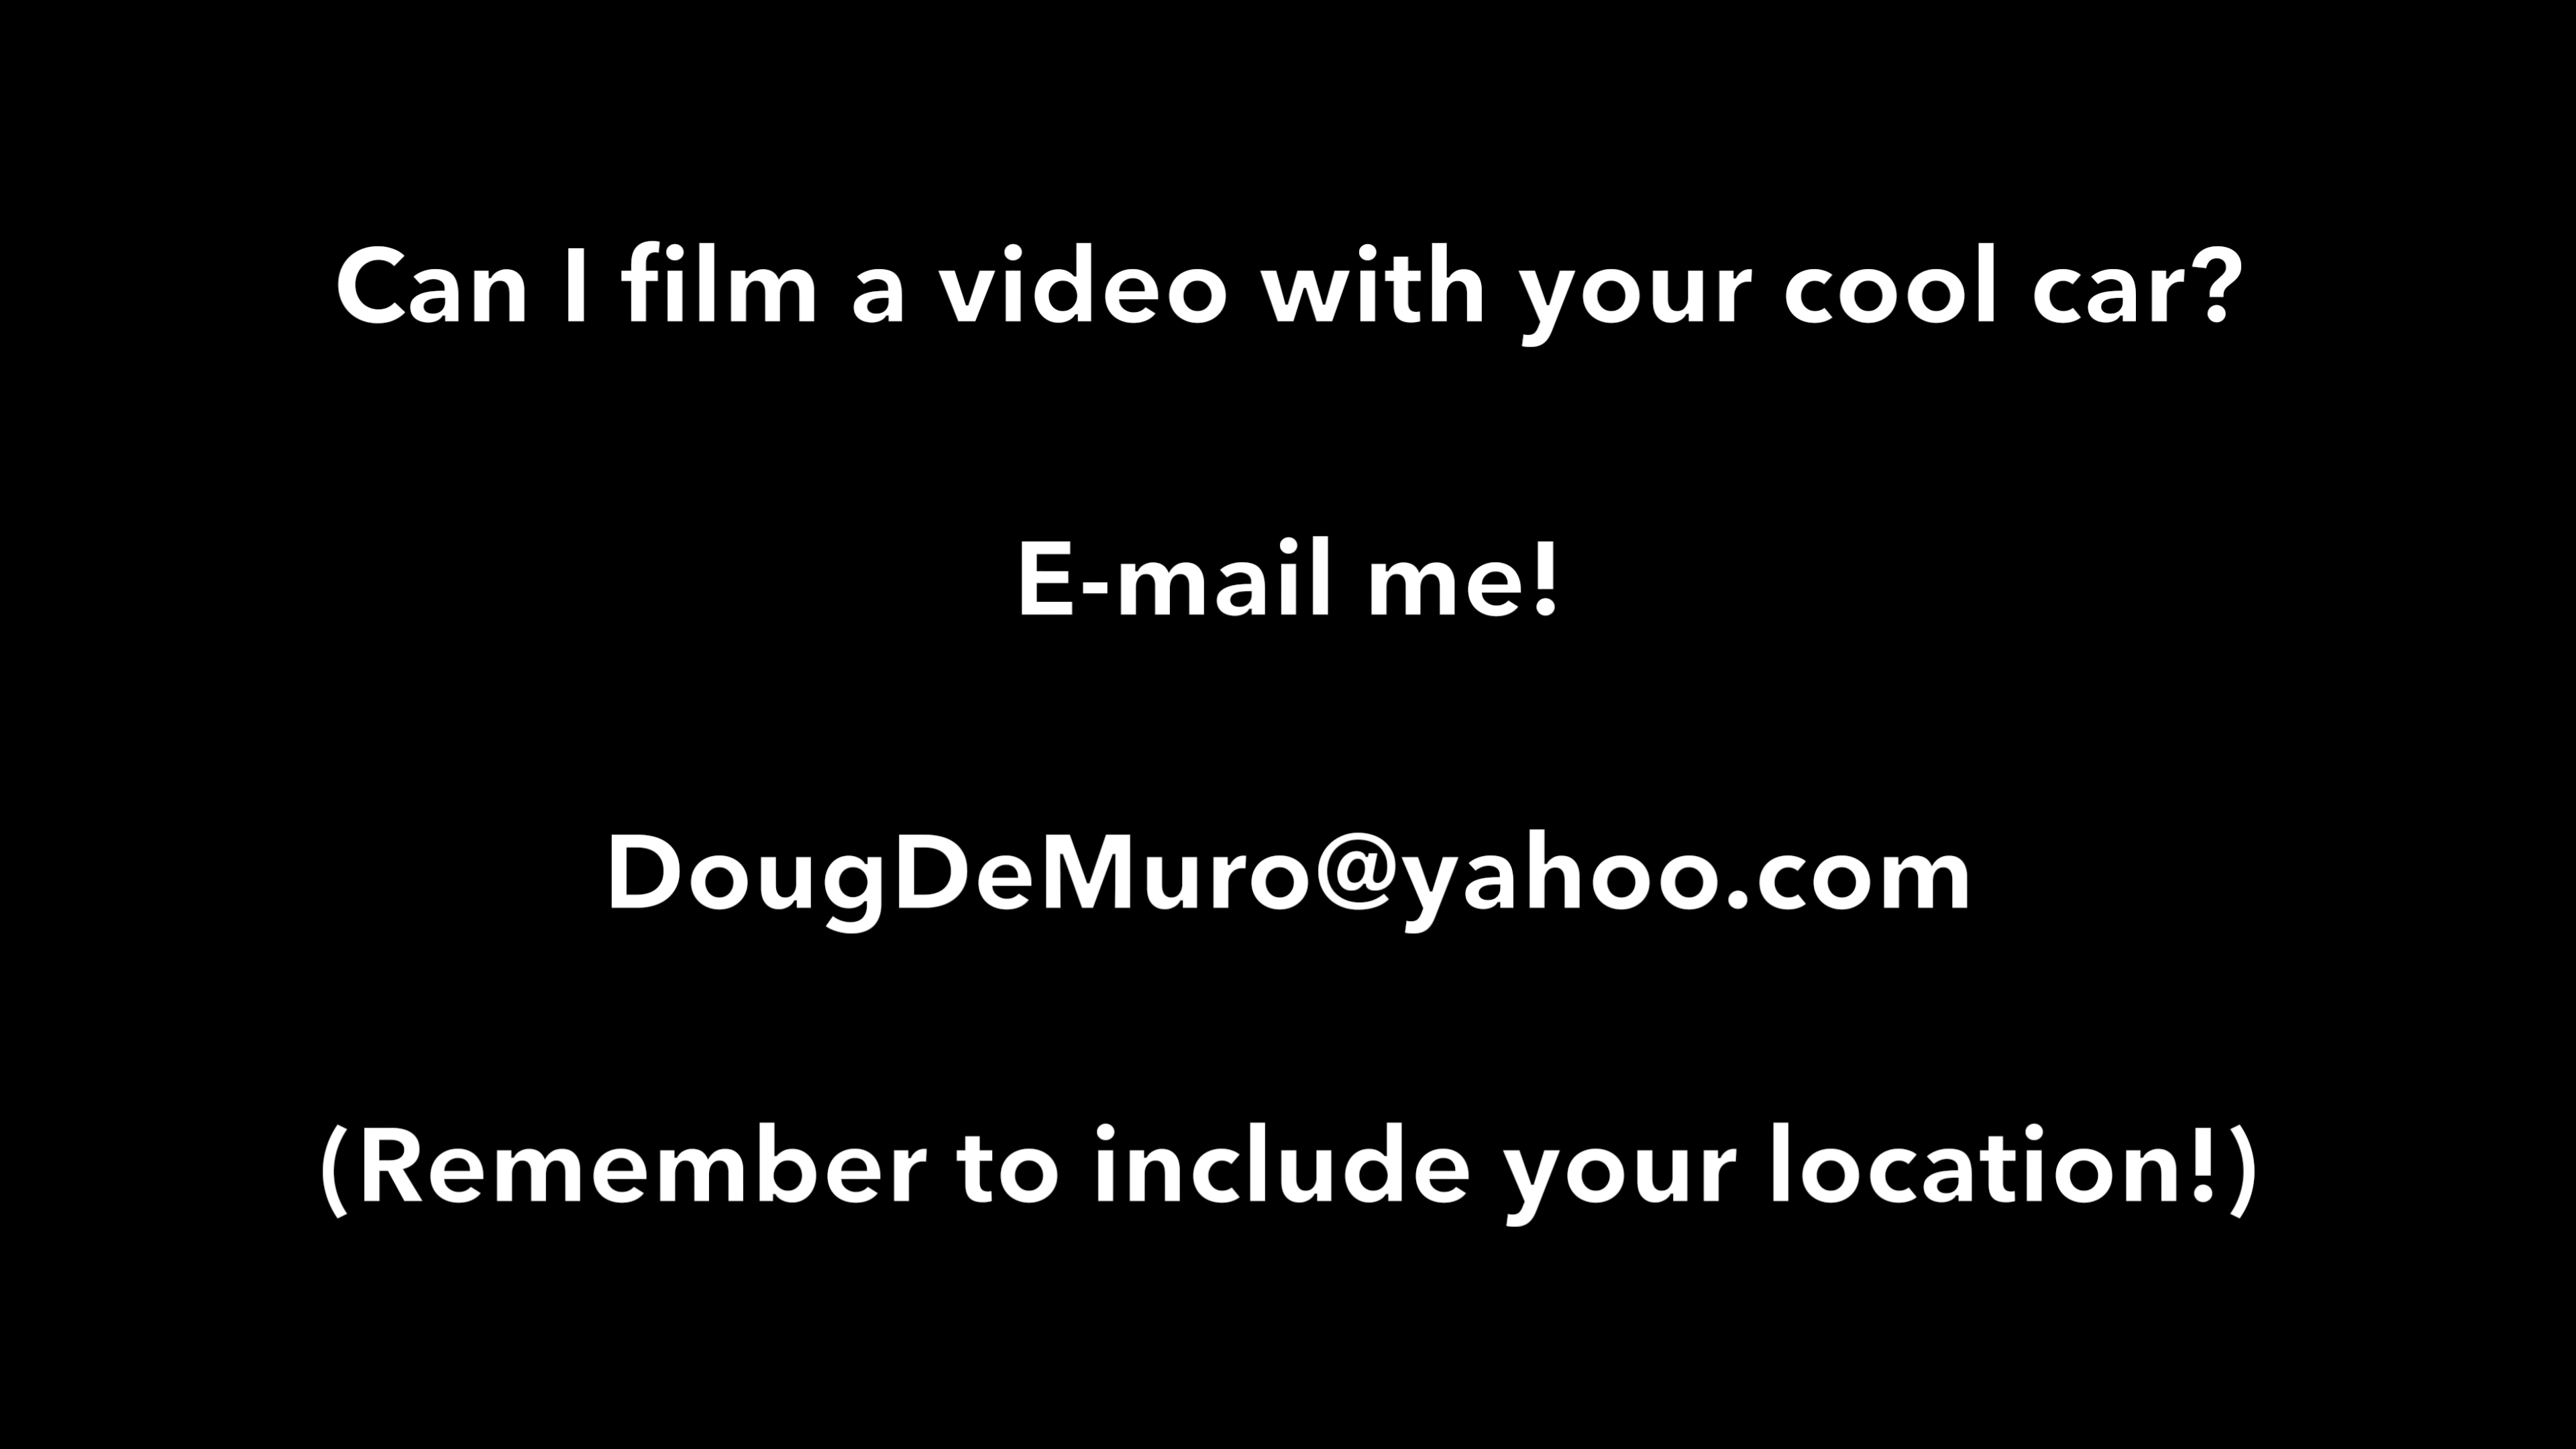 Can I film a video with your cool car?
E-mail me!
DougDeMuro@yahoo.com
(Remember to include your location!)